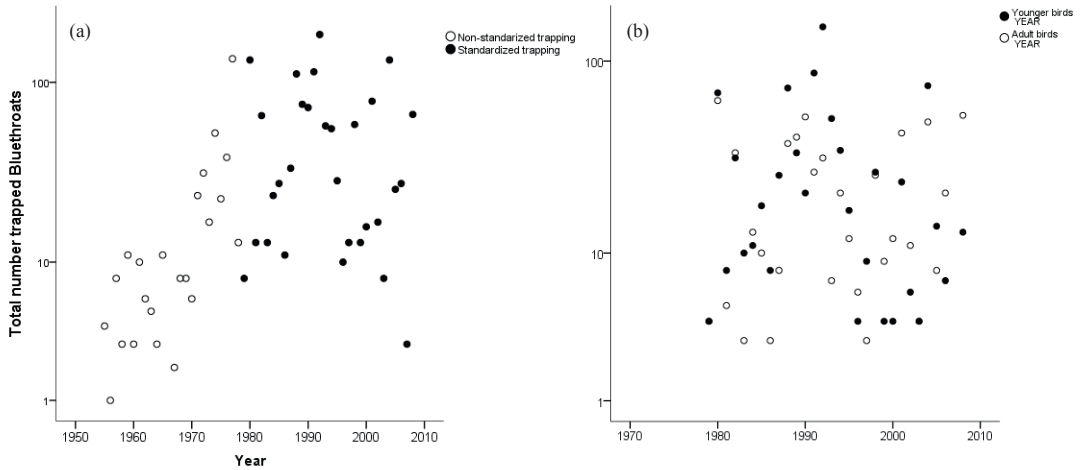 (a)
Non-standarized trapping
Standardized trapping
Total number trapped Bluethroats
100
10
1
1950 1960 1970 1980 1990 2000 2010
Year
(b)
Younger birds
YEAR
Adult birds
YEAR
100
10
1
1970 1980 1990 2000 2010